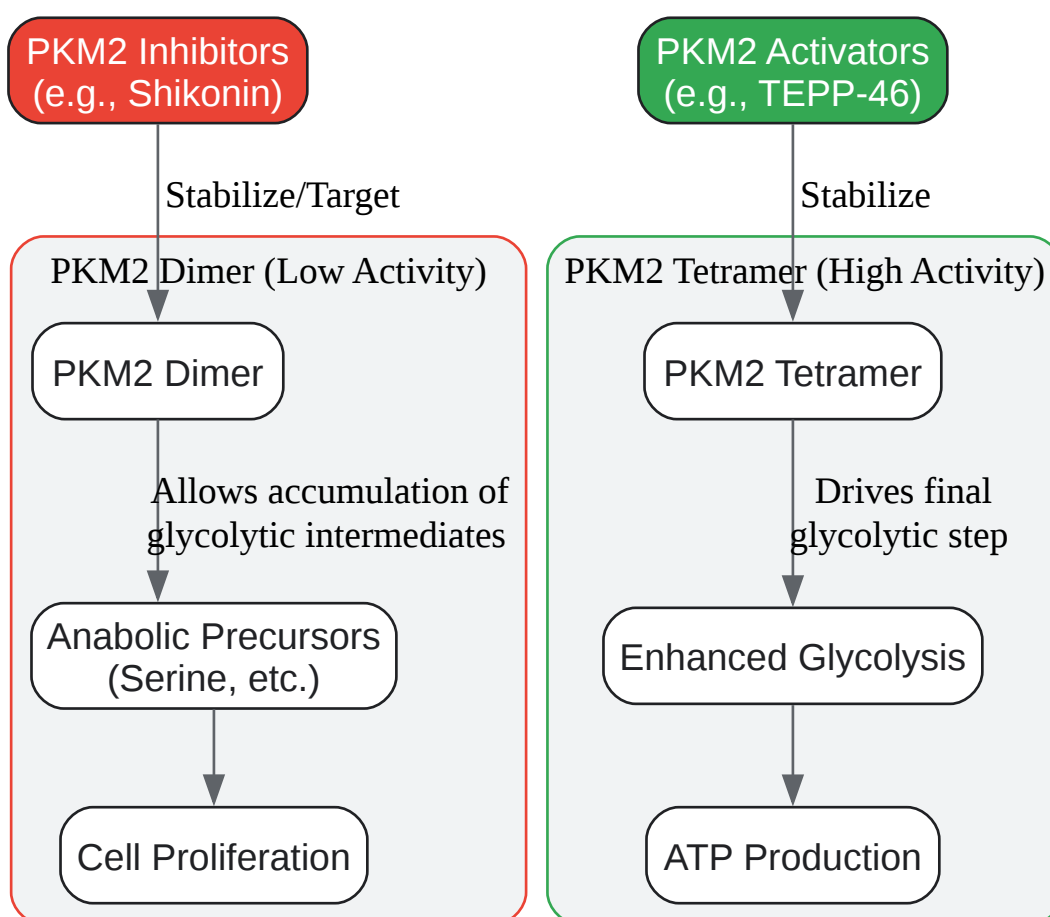 PKM2 Inhibitors
(e.g., Shikonin)
Stabilize/Target
PKM2 Dimer (Low Activity)
PKM2 Dimer
Allows accumulation of
glycolytic intermediates
Anabolic Precursors
(Serine, etc.)
Cell Proliferation
PKM2 Activators
(e.g., TEPP-46)
Stabilize
PKM2 Tetramer (High Activity)
PKM2 Tetramer
Drives final
glycolytic step
Enhanced Glycolysis
ATP Production